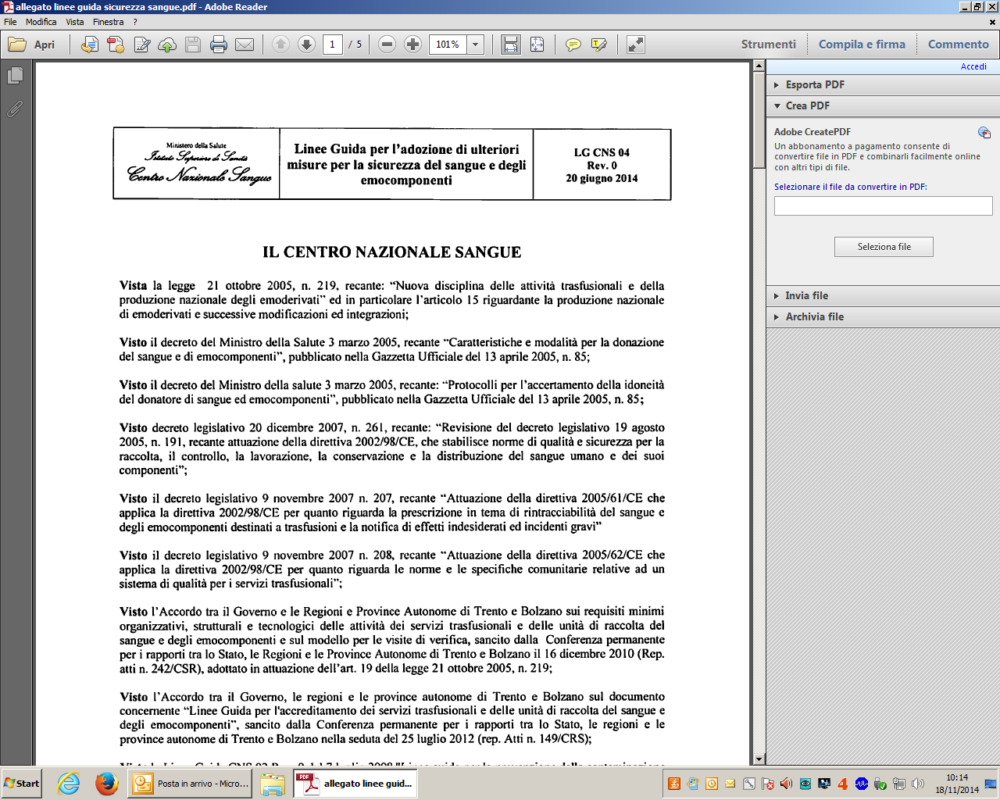 allegato linee guida sicurezza sangue.pdf - Adobe Reader
File Modifica Vista Finestra ?
Apri 1 / 5 101% Strumenti Compila e firma Commento
Accedi
Esporta PDF
Crea PDF
Adobe CreatePDF
Un abbonamento a pagamento consente di
convertire file in PDF e combinarli facilmente online
con altri tipi di file.
Selezionare il file da convertire in PDF:
Seleziona file
Invia file
Archivia file
Ministero della Salute
Istituto Superiore di Sanità
Centro Nazionale Sangue
Linee Guida per l'adozione di ulteriori
misure per la sicurezza del sangue e degli
emocomponenti
LG CNS 04
Rev. 0
20 giugno 2014
IL CENTRO NAZIONALE SANGUE
Vista la legge 21 ottobre 2005, n. 219, recante: "Nuova disciplina delle attività trasfusionali e della
produzione nazionale degli emoderivati" ed in particolare l'articolo 15 riguardante la produzione nazionale
di emoderivati e successive modificazioni ed integrazioni;
Visto il decreto del Ministro della Salute 3 marzo 2005, recante "Caratteristiche e modalità per la donazione
del sangue e di emocomponenti", pubblicato nella Gazzetta Ufficiale del 13 aprile 2005, n. 85;
Visto il decreto del Ministro della salute 3 marzo 2005, recante: "Protocolli per l'accertamento della idoneità
del donatore di sangue ed emocomponenti", pubblicato nella Gazzetta Ufficiale del 13 aprile 2005, n. 85;
Visto decreto legislativo 20 dicembre 2007, n. 261, recante: "Revisione del decreto legislativo 19 agosto
2005, n. 191, recante attuazione della direttiva 2002/98/CE, che stabilisce norme di qualità e sicurezza per la
raccolta, il controllo, la lavorazione, la conservazione e la distribuzione del sangue umano e dei suoi
componenti";
Visto il decreto legislativo 9 novembre 2007 n. 207, recante "Attuazione della direttiva 2005/61/CE che
applica la direttiva 2002/98/CE per quanto riguarda la prescrizione in tema di rintracciabilità del sangue e
degli emocomponenti destinati a trasfusioni e la notifica di effetti indesiderati ed incidenti gravi"
Visto il decreto legislativo 9 novembre 2007 n. 208, recante "Attuazione della direttiva 2005/62/CE che
applica la direttiva 2002/98/CE per quanto riguarda le norme e le specifiche comunitarie relative ad un
sistema di qualità per i servizi trasfusionali";
Visto l'Accordo tra il Governo e le Regioni e Province Autonome di Trento e Bolzano sui requisiti minimi
organizzativi, strutturali e tecnologici delle attività dei servizi trasfusionali e delle unità di raccolta del
sangue e degli emocomponenti e sul modello per le visite di verifica, sancito dalla Conferenza permanente
per i rapporti tra lo Stato, le Regioni e le Province Autonome di Trento e Bolzano il 16 dicembre 2010 (Rep.
atti n. 242/CSR), adottato in attuazione dell'art. 19 della legge 21 ottobre 2005, n. 219;
Visto l'Accordo tra il Governo, le regioni e le province autonome di Trento e Bolzano sul documento
concernente "Linee Guida per l'accreditamento dei servizi trasfusionali e delle unità di raccolta del sangue e
degli emocomponenti", sancito dalla Conferenza permanente per i rapporti tra lo Stato, le regioni e le
province autonome di Trento e Bolzano nella seduta del 25 luglio 2012 (rep. Atti n. 149/CRS);
Start Posta in arrivo - Micro... allegato linee guid... 10:14
18/11/2014